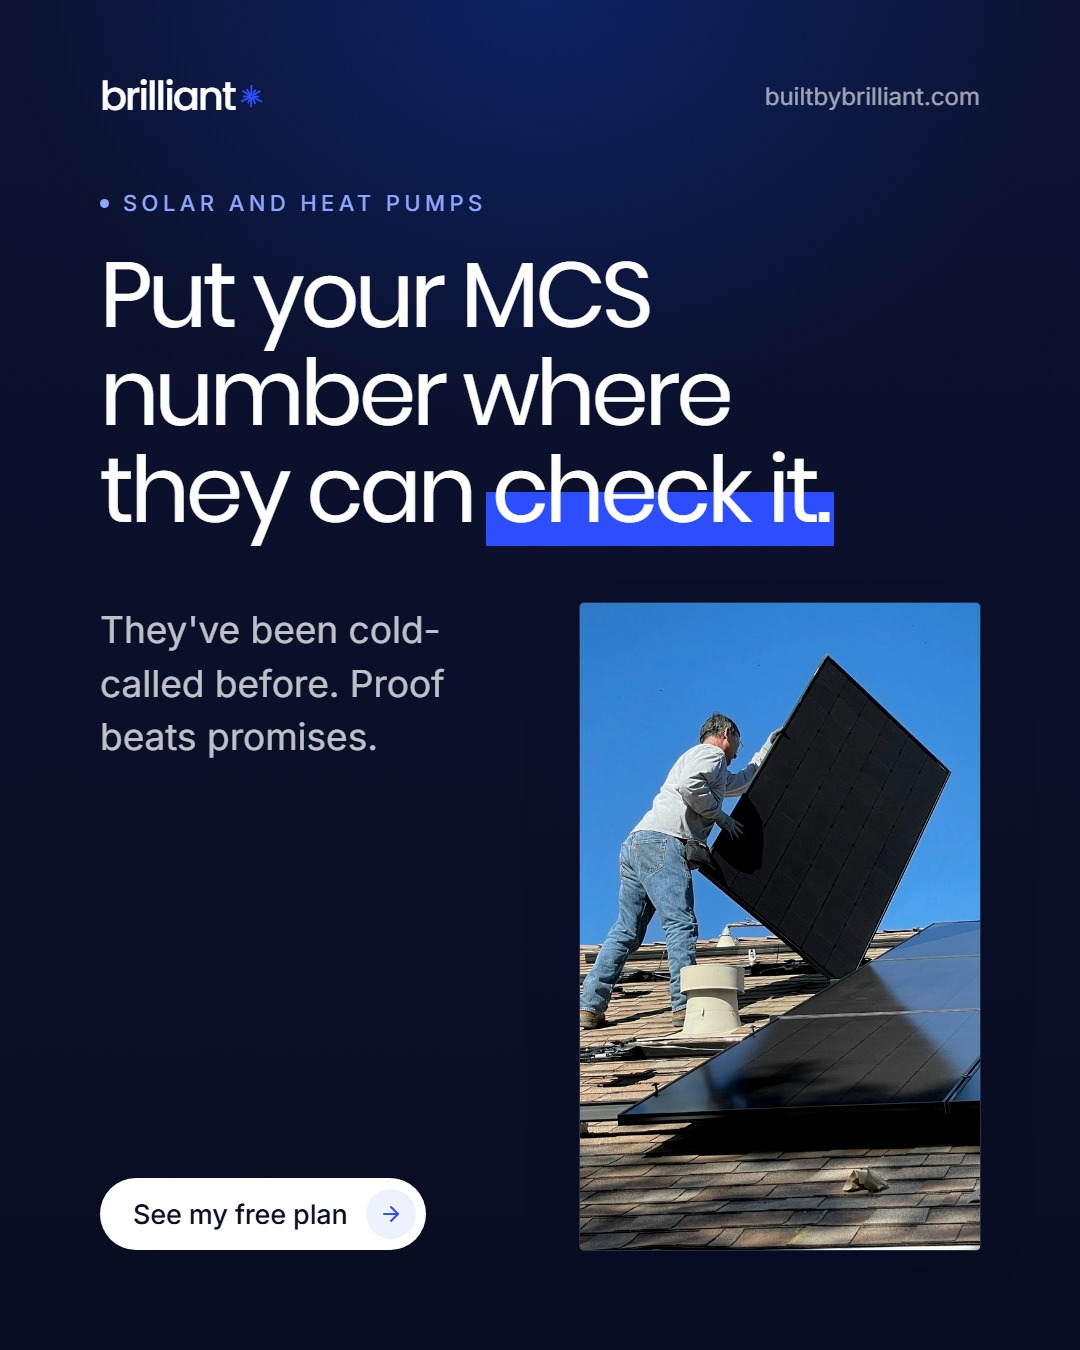 brilliant
builtbybrilliant.com
SOLAR AND HEAT PUMPS
Put your MCS
number where
they can check it.
They've been cold-
called before. Proof
beats promises.
See my free plan